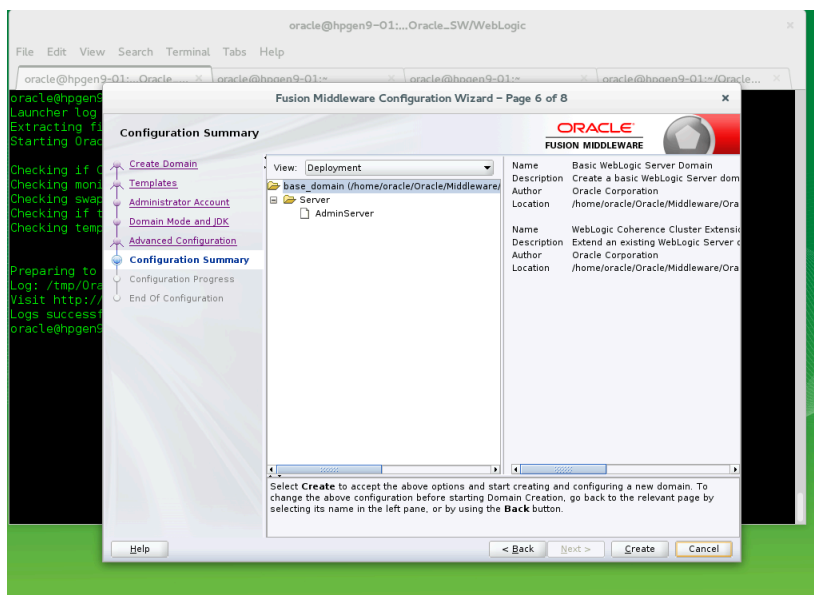 oracle@hpgen9-01:...Oracle_SW/WebLogic
File Edit View Search Terminal Tabs Help
oracle@hpgen9-01:...Oracle.... × oracle@hpgen9-01:~ × oracle@hpgen9-01:~ × oracle@hpgen9-01:~/Oracle... ×
oracle@hpgen9
Launcher log
Extracting fi
Starting Orac
Checking if C
Checking moni
Checking swap
Checking if t
Checking temp
Preparing to
Log: /tmp/Ora
Visit http://
Logs successf
oracle@hpgen9
Fusion Middleware Configuration Wizard - Page 6 of 8
Configuration Summary
ORACLE
FUSION MIDDLEWARE
Create Domain
Templates
Administrator Account
Domain Mode and JDK
Advanced Configuration
Configuration Summary
Configuration Progress
End Of Configuration
View: Deployment
base_domain (/home/oracle/Oracle/Middleware/
Server
AdminServer
Name Basic WebLogic Server Domain
Description Create a basic WebLogic Server dom
Author Oracle Corporation
Location /home/oracle/Oracle/Middleware/Ora
Name WebLogic Coherence Cluster Extensio
Description Extend an existing WebLogic Server d
Author Oracle Corporation
Location /home/oracle/Oracle/Middleware/Ora
Select Create to accept the above options and start creating and configuring a new domain. To
change the above configuration before starting Domain Creation, go back to the relevant page by
selecting its name in the left pane, or by using the Back button.
Help
< Back Next > Create Cancel